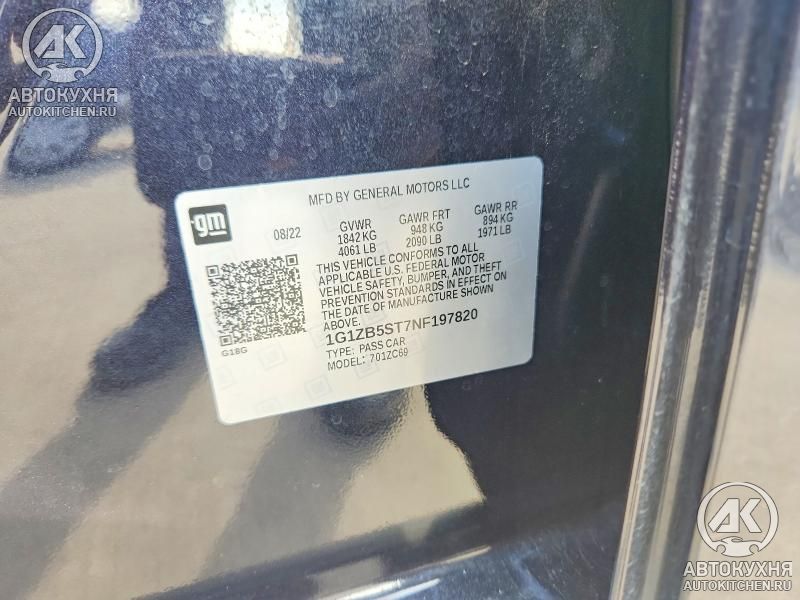 АК
АВТОКУХНЯ
AUTOKITCHEN.RU
MFD BY GENERAL MOTORS LLC
gm
08/22
GVWR GAWR FRT GAWR RR
1842 KG 948 KG 894 KG
4061 LB 2090 LB 1971 LB
THIS VEHICLE CONFORMS TO ALL
APPLICABLE U.S. FEDERAL MOTOR
VEHICLE SAFETY, BUMPER, AND THEFT
PREVENTION STANDARDS IN EFFECT ON
THE DATE OF MANUFACTURE SHOWN
ABOVE.
1G1ZB5ST7NF197820
G18G
TYPE: PASS CAR
MODEL: 701ZC69
АК
АВТОКУХНЯ
AUTOKITCHEN.RU